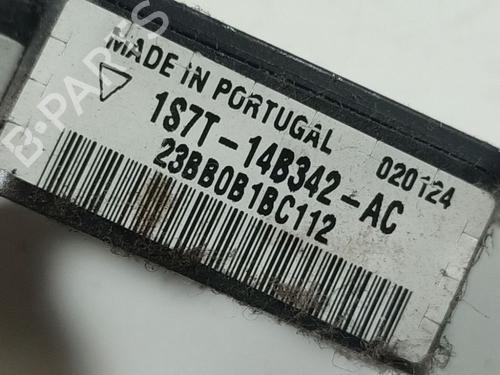 MADE IN PORTUGAL
020124
1S7T-14B342-AC
23BB0B1BC112
B-PARTS